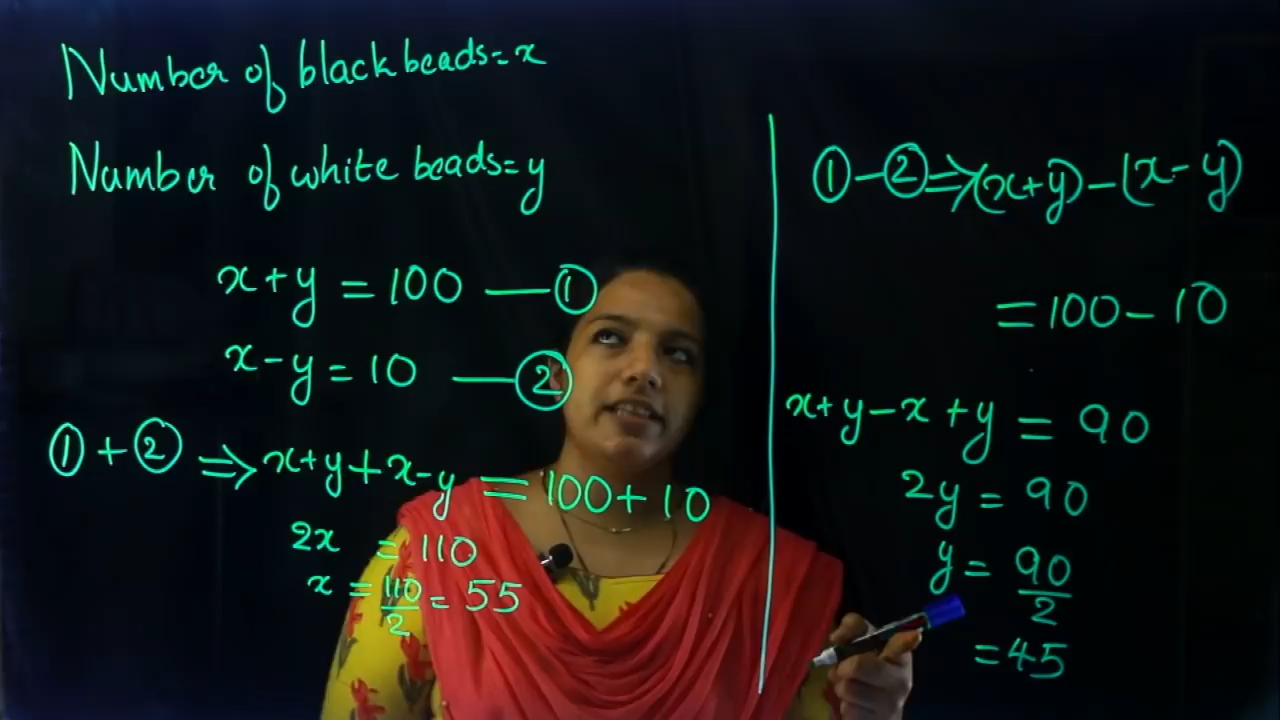 Number of black beads = x
Number of white beads = y
x + y = 100 — ①
x - y = 10 — ②
① + ② ⇒ x + y + x - y = 100 + 10
2x = 110
x = 110/2 = 55
① - ② ⇒ (x + y) - (x - y)
= 100 - 10
x + y - x + y = 90
2y = 90
y = 90/2
= 45